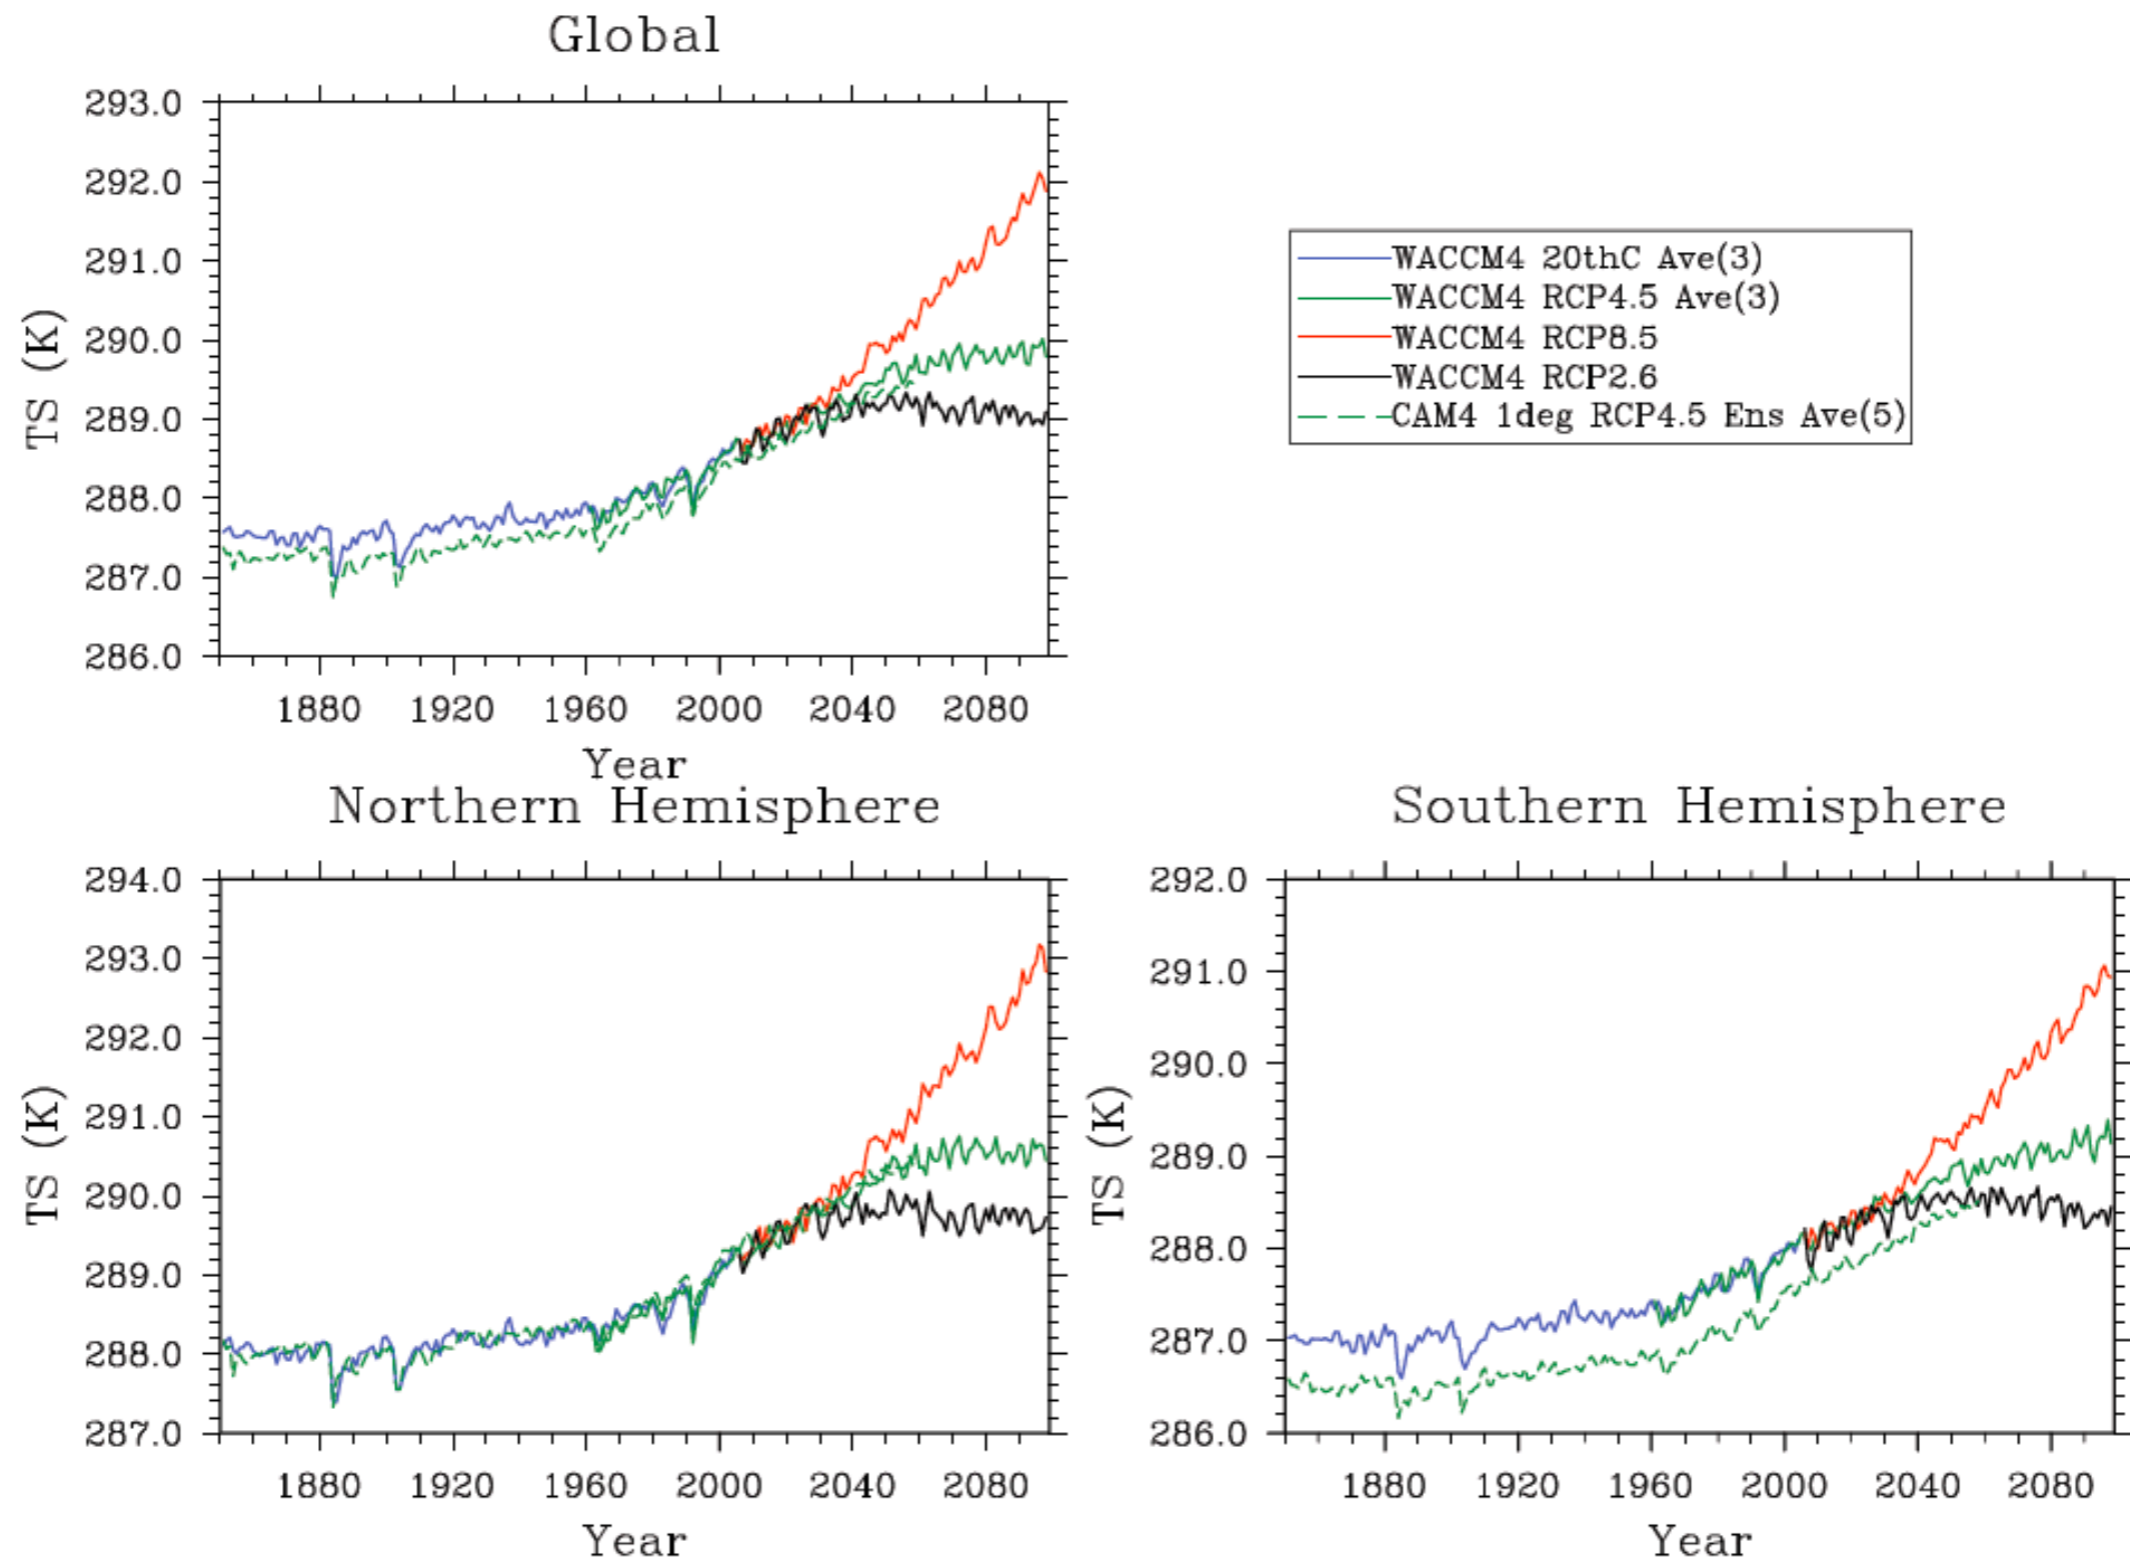 Global
293.0
292.0
291.0
290.0
289.0
288.0
287.0
286.0
TS (K)
1880 1920 1960 2000 2040 2080
Year
WACCM4 20thC Ave(3)
WACCM4 RCP4.5 Ave(3)
WACCM4 RCP8.5
WACCM4 RCP2.6
CAM4 1deg RCP4.5 Ens Ave(5)
Northern Hemisphere
294.0
293.0
292.0
291.0
290.0
289.0
288.0
287.0
TS (K)
1880 1920 1960 2000 2040 2080
Year
Southern Hemisphere
292.0
291.0
290.0
289.0
288.0
287.0
286.0
TS (K)
1880 1920 1960 2000 2040 2080
Year